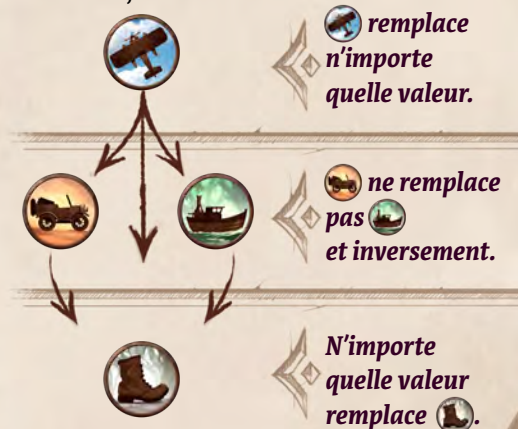 remplace
n’importe
quelle valeur.
ne remplace
pas
et inversement.
N’importe
quelle valeur
remplace .